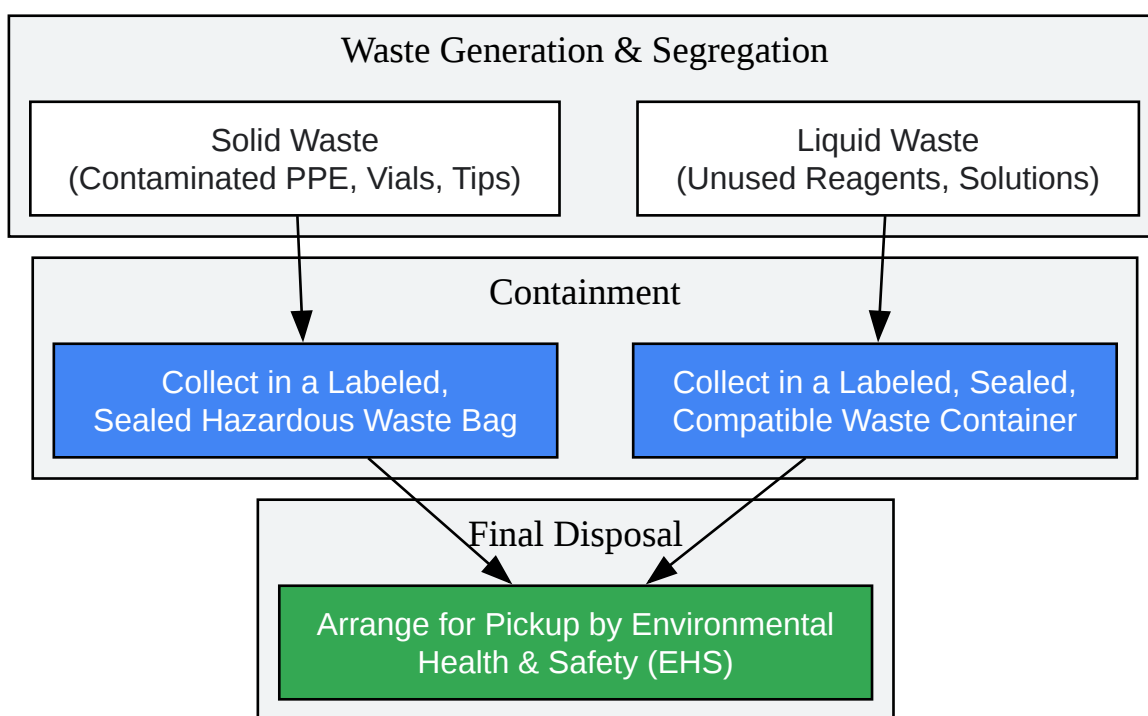 Waste Generation & Segregation
Solid Waste
(Contaminated PPE, Vials, Tips)
Liquid Waste
(Unused Reagents, Solutions)
Containment
Collect in a Labeled,
Sealed Hazardous Waste Bag
Collect in a Labeled, Sealed,
Compatible Waste Container
Final Disposal
Arrange for Pickup by Environmental
Health & Safety (EHS)